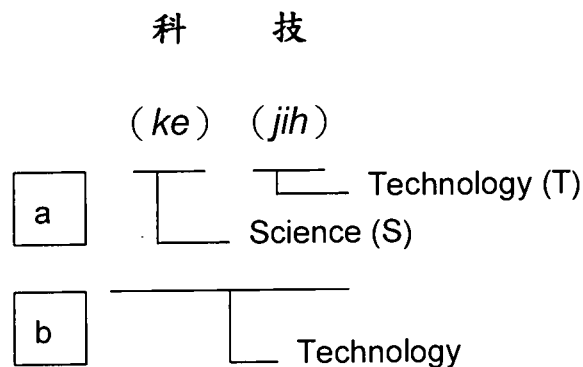 科 技
(ke) (jih)
a
Technology (T)
Science (S)
b
Technology